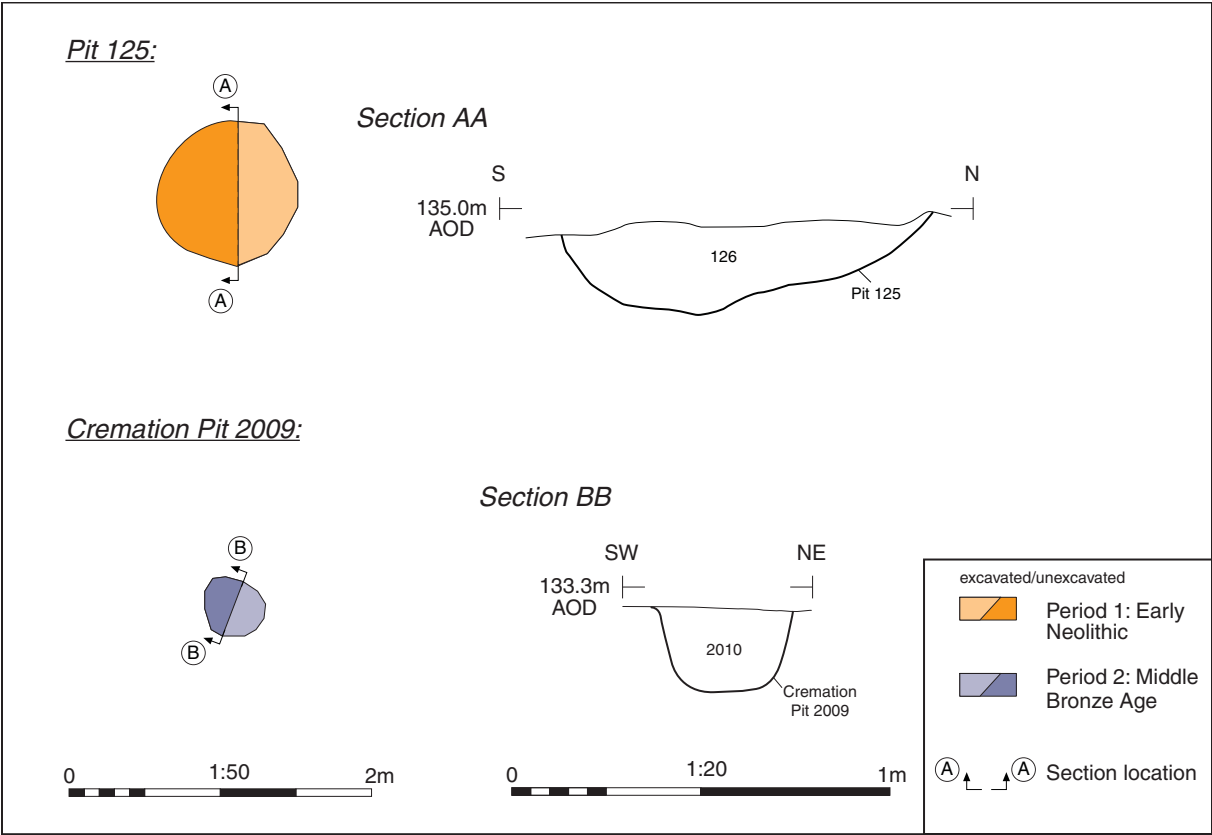 Pit 125:
A
Section AA
S
N
135.0m
AOD
126
Pit 125
A
Cremation Pit 2009:
Section BB
B
SW
NE
133.3m
AOD
2010
B
Cremation
Pit 2009
0
1:50
2m
0
1:20
1m
excavated/unexcavated
Period 1: Early
Neolithic
Period 2: Middle
Bronze Age
A
A
Section location